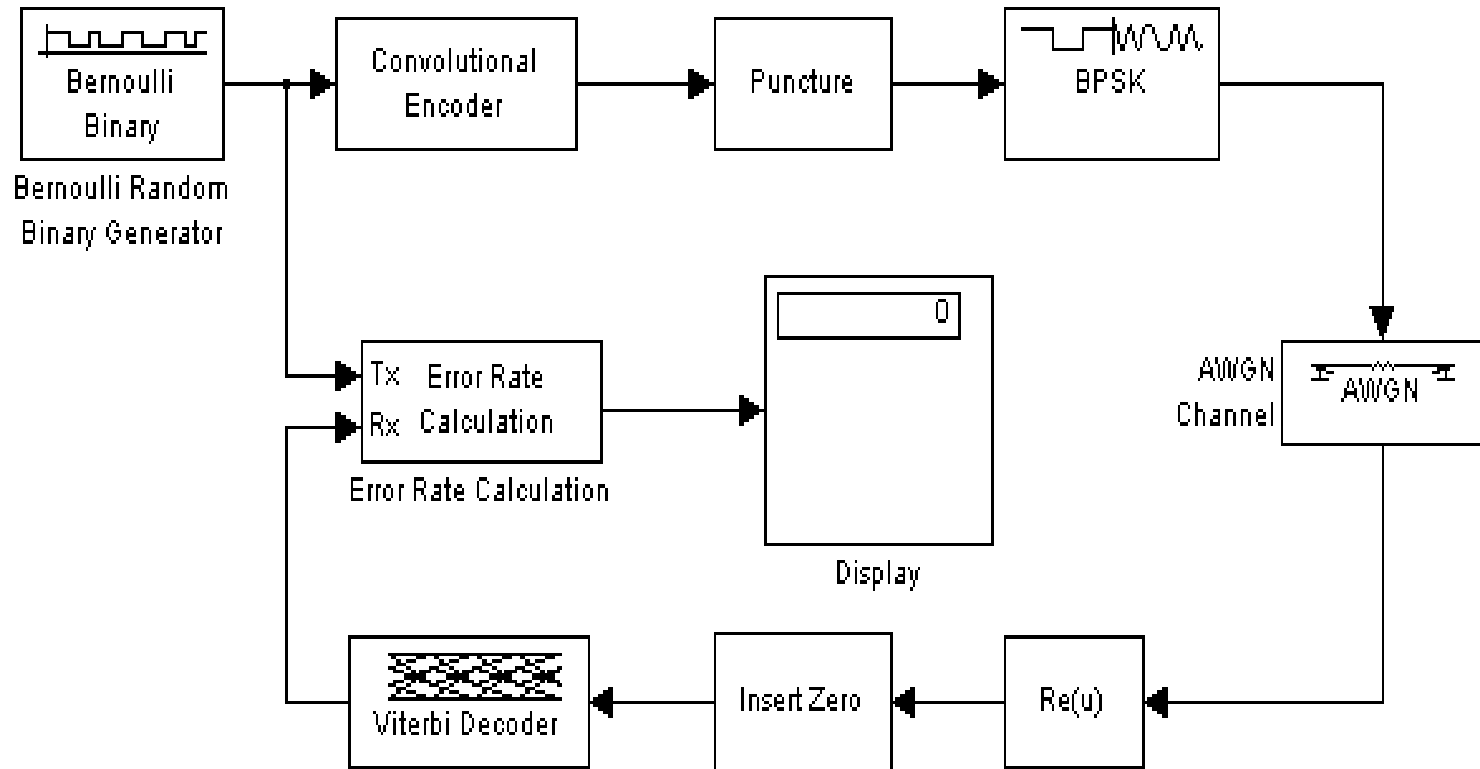 Bernoulli
Binary
Bernoulli Random
Binary Generator
Convolutional
Encoder
Puncture
BPSK
AWGN
Channel
AWGN
Tx
Rx
Error Rate
Calculation
Error Rate Calculation
0
Display
Viterbi Decoder
Insert Zero
Re(u)